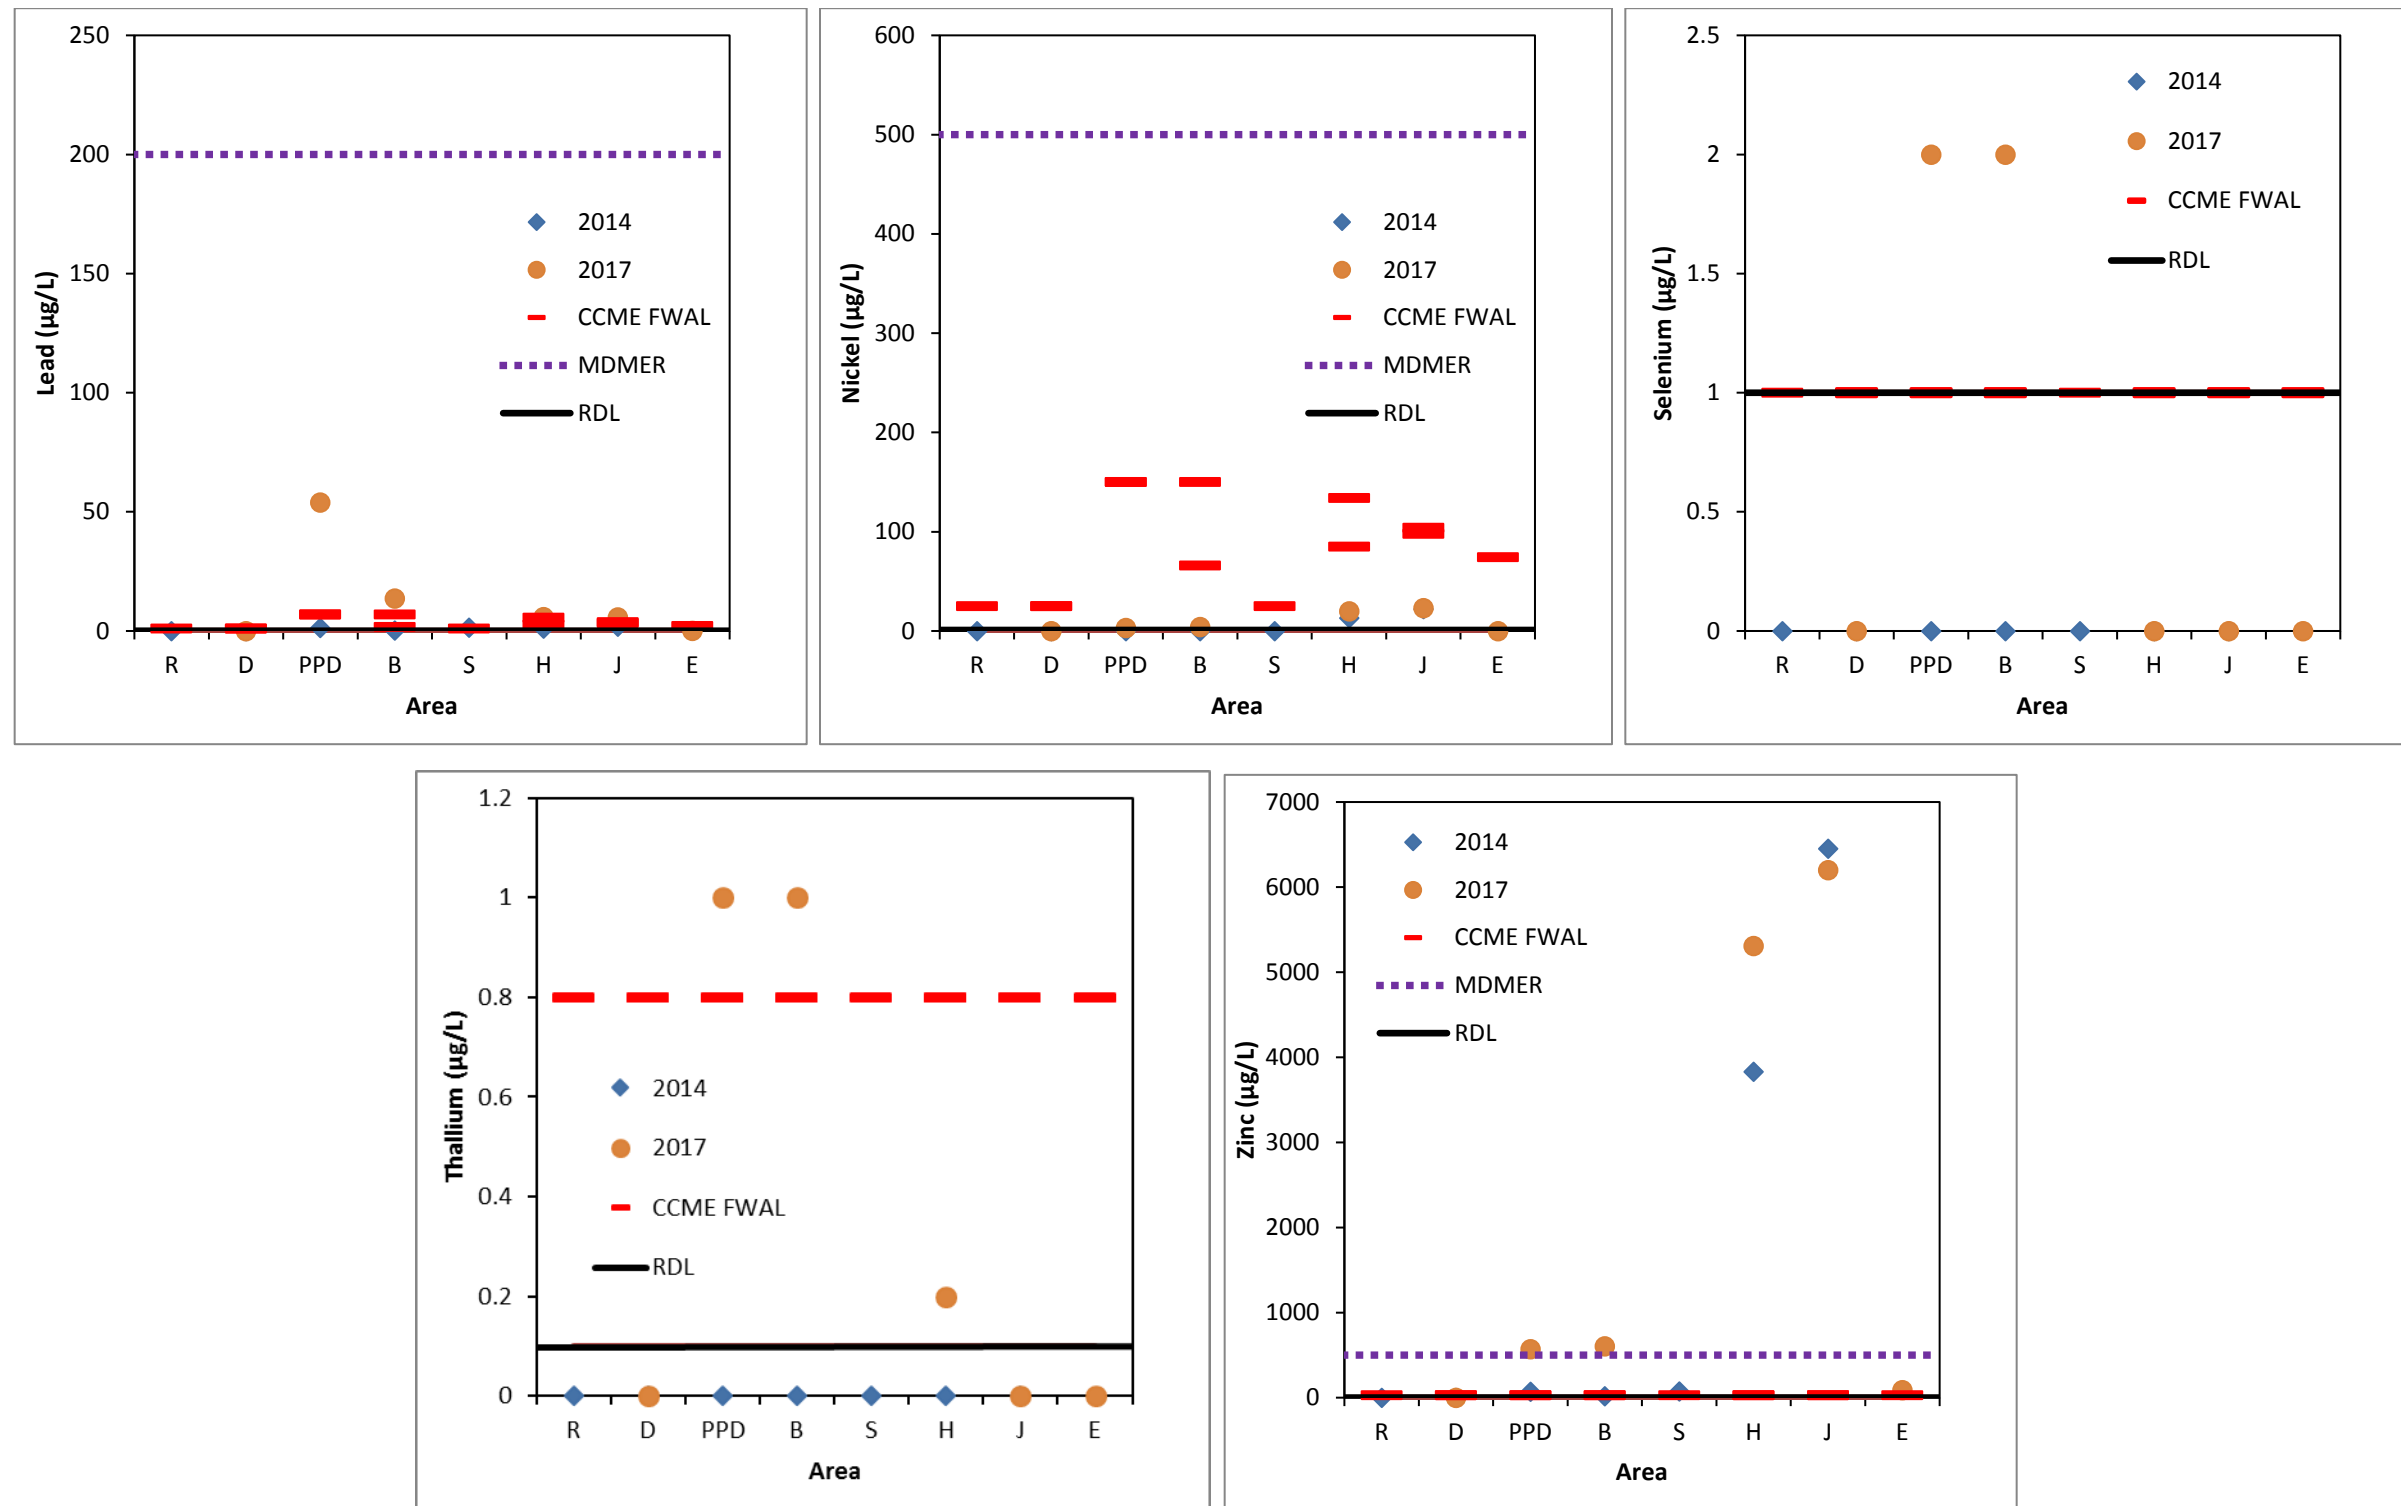 Lead (µg/L)
250
200
150
100
50
0
2014
2017
CCME FWAL
MDMER
RDL
R D PPD B S H J E
Area
Nickel (µg/L)
600
500
400
300
200
100
0
2014
2017
CCME FWAL
MDMER
RDL
R D PPD B S H J E
Area
Selenium (µg/L)
2.5
2
1.5
1
0.5
0
2014
2017
CCME FWAL
RDL
R D PPD B S H J E
Area
Thallium (µg/L)
1.2
1
0.8
0.6
0.4
0.2
0
2014
2017
CCME FWAL
RDL
R D PPD B S H J E
Area
Zinc (µg/L)
7000
6000
5000
4000
3000
2000
1000
0
2014
2017
CCME FWAL
MDMER
RDL
R D PPD B S H J E
Area